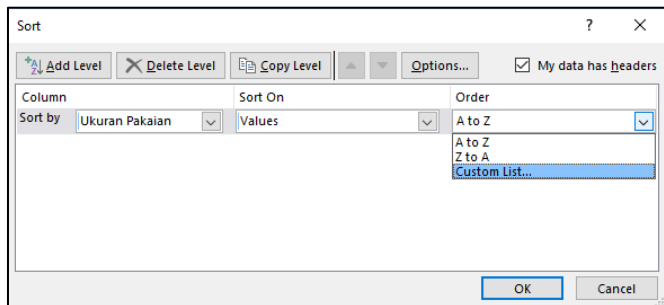 Sort ? X
Add Level Delete Level Copy Level Options... My data has headers
Column Sort On Order
Sort by Ukuran Pakaian Values A to Z
A to Z
Z to A
Custom List...
OK Cancel